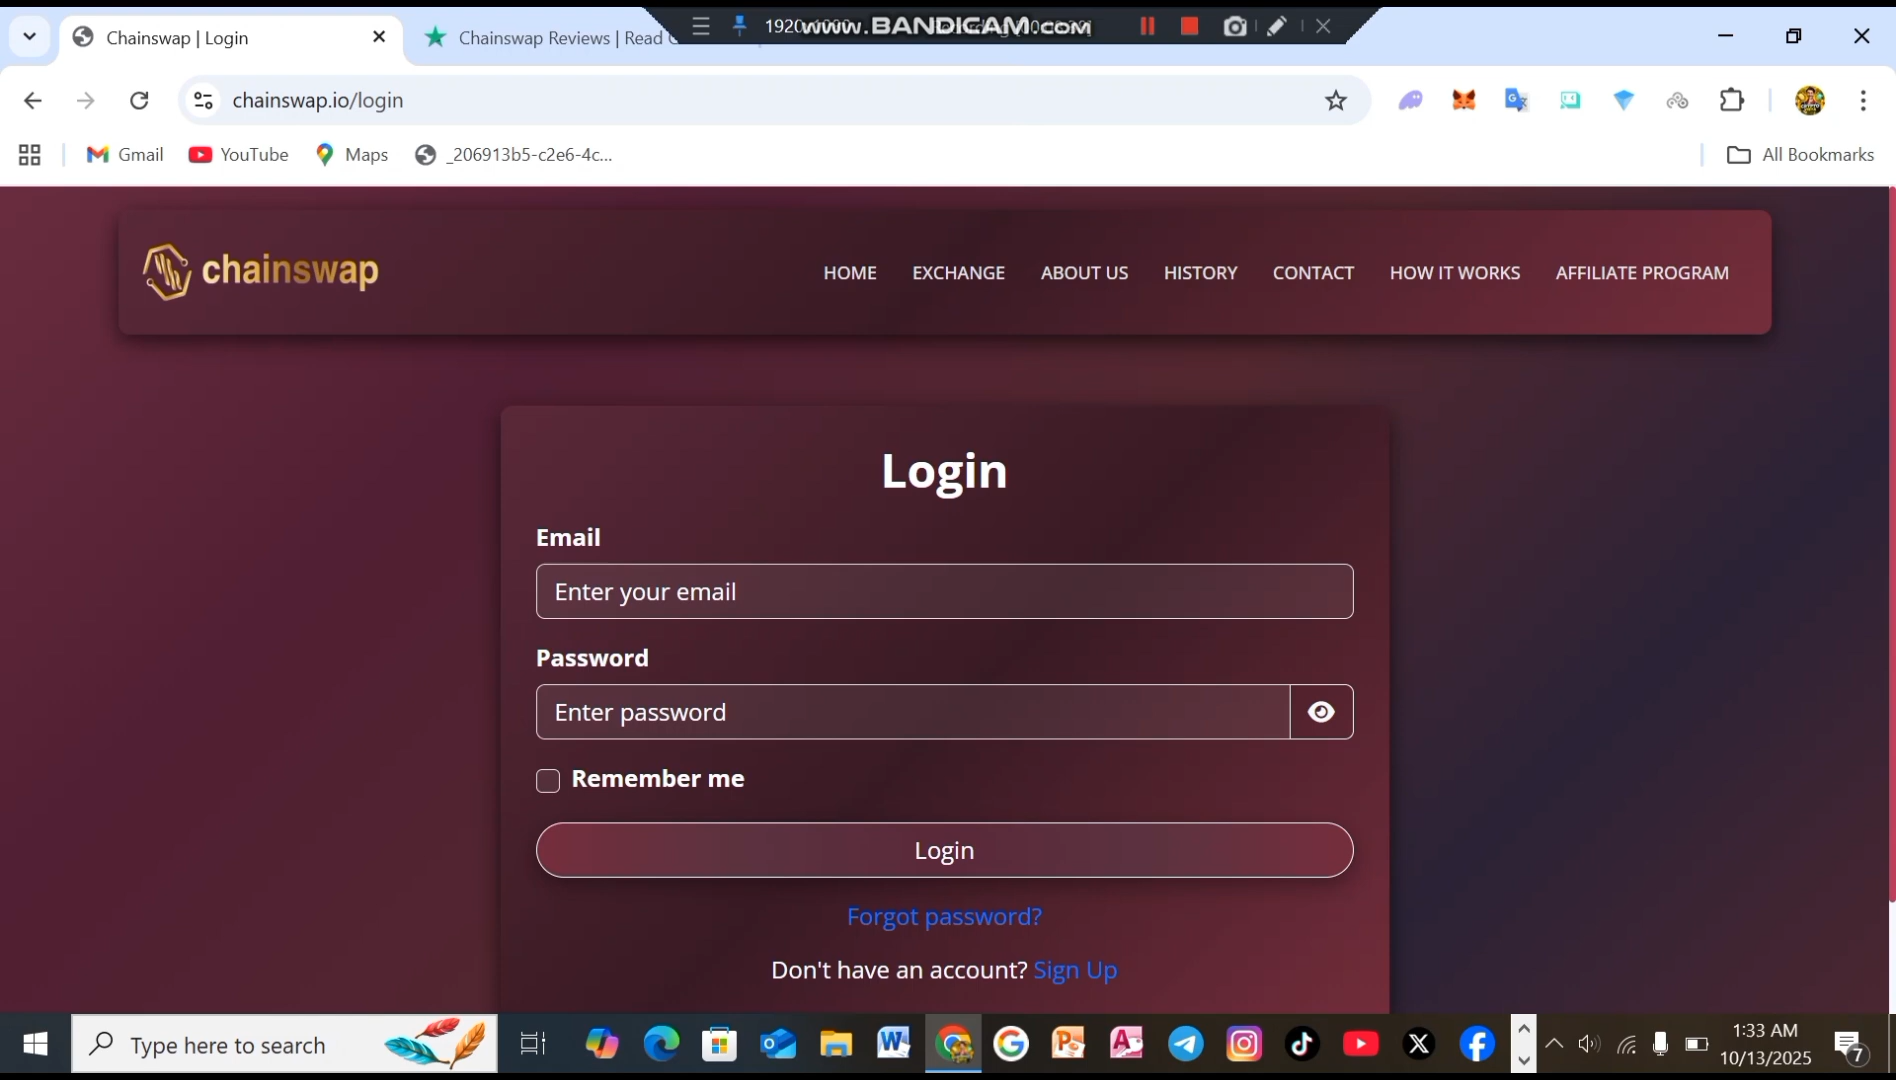 Chainswap | Login
Chainswap Reviews | Read
1920
www.BANDICAM.com
chainswap.io/login
Gmail
YouTube
Maps
_206913b5-c2e6-4c...
All Bookmarks
chainswap
HOME
EXCHANGE
ABOUT US
HISTORY
CONTACT
HOW IT WORKS
AFFILIATE PROGRAM
Login
Email
Enter your email
Password
Enter password
Remember me
Login
Forgot password?
Don't have an account? Sign Up
Type here to search
1:33 AM
10/13/2025
7